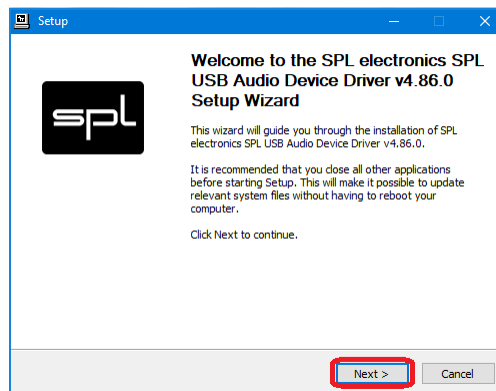 Setup
Welcome to the SPL electronics SPL
USB Audio Device Driver v4.86.0
Setup Wizard
spl
This wizard will guide you through the installation of SPL
electronics SPL USB Audio Device Driver v4.86.0.
It is recommended that you close all other applications
before starting Setup. This will make it possible to update
relevant system files without having to reboot your
computer.
Click Next to continue.
Next >
Cancel